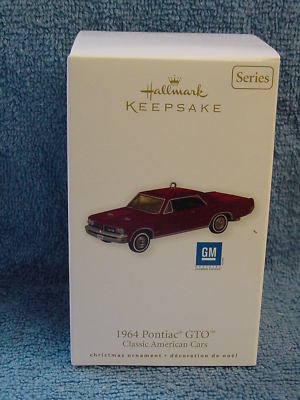 Series
Hallmark
KEEPSAKE
GM
1964 Pontiac® GTO™
Classic American Cars
christmas ornament • décoration de noël